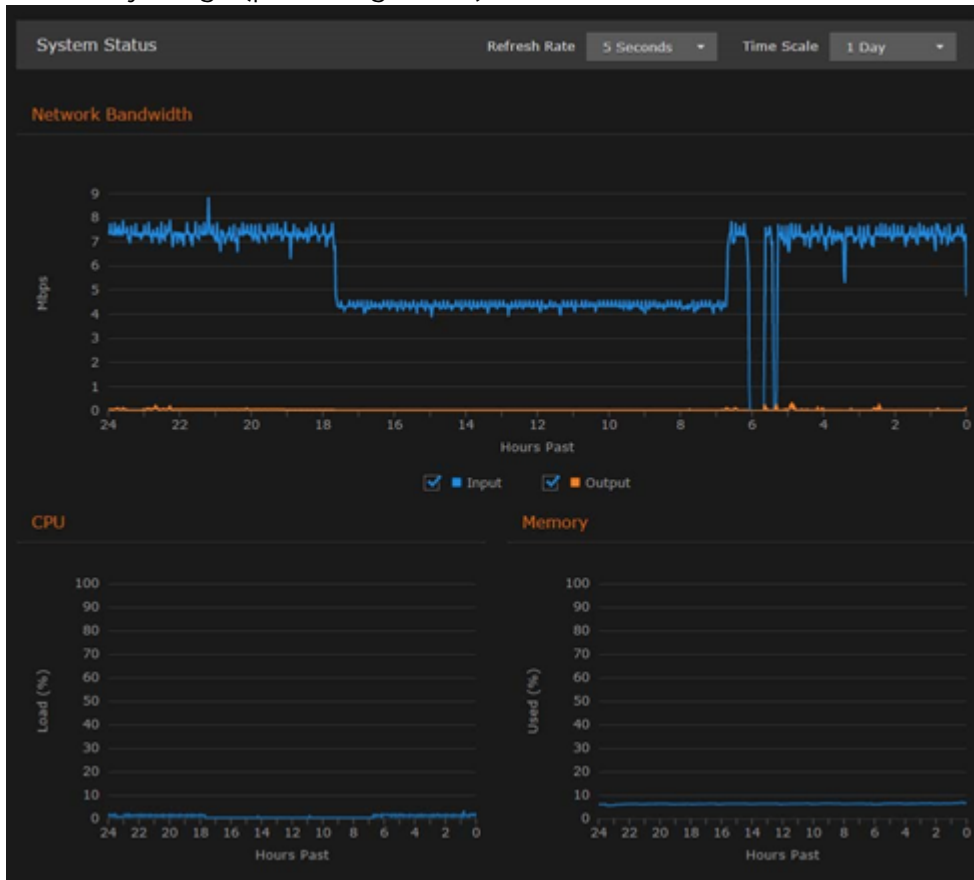 System Status Refresh Rate 5 Seconds Time Scale 1 Day
Network Bandwidth
9
8
7
6
5
4
3
2
1
0
Mbps
24 22 20 18 16 14 12 10 8 6 4 2 0
Hours Past
Input Output
CPU Memory
100
90
80
70
60
50
40
30
20
10
0
Load (%)
24 22 20 18 16 14 12 10 8 6 4 2 0
Hours Past
100
90
80
70
60
50
40
30
20
10
0
Used (%)
24 22 20 18 16 14 12 10 8 6 4 2 0
Hours Past